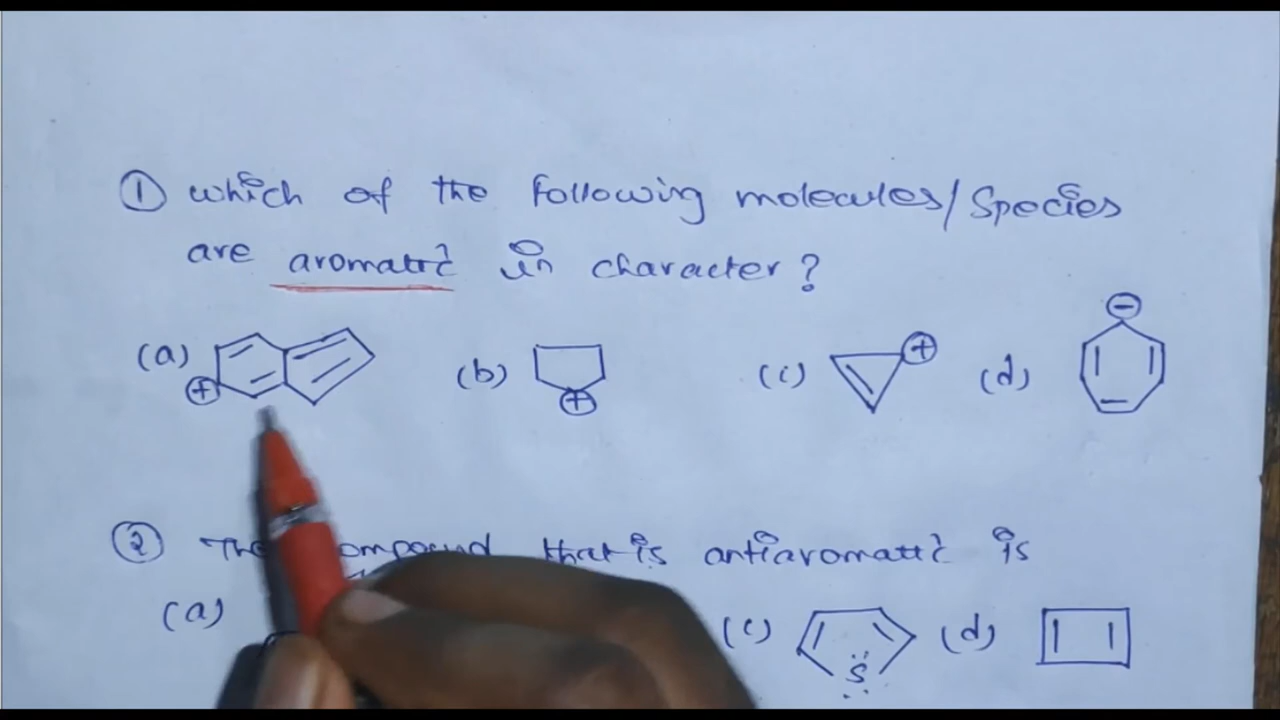 ① which of the following molecules/Species
are aromatic in character?
(a) (b) (c) (d)
② The compound that is antiaromatic is
(a) (c) S (d)